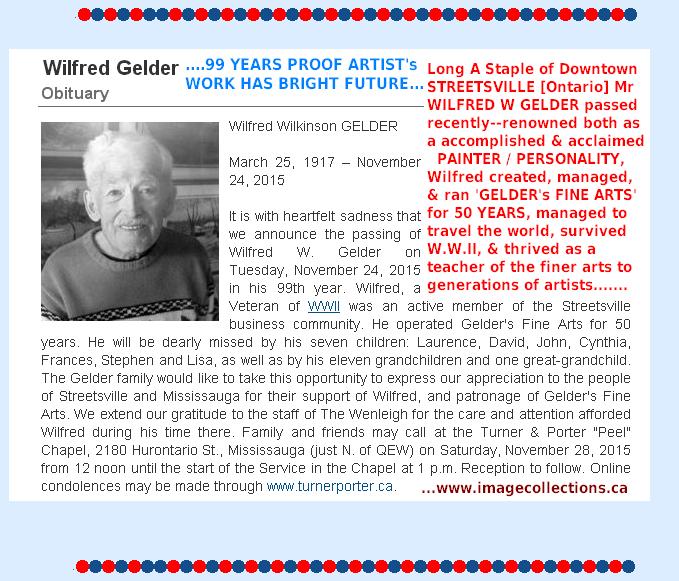 Wilfred Gelder
Obituary
....99 YEARS PROOF ARTIST's
WORK HAS BRIGHT FUTURE...
Long A Staple of Downtown
STREETSVILLE [Ontario] Mr
WILFRED W GELDER passed
recently--renowned both as
a accomplished & acclaimed
PAINTER / PERSONALITY,
Wilfred created, managed,
& ran 'GELDER's FINE ARTS'
for 50 YEARS, managed to
travel the world, survived
W.W.II, & thrived as a
teacher of the finer arts to
generations of artists.......
Wilfred Wilkinson GELDER
March 25, 1917 – November
24, 2015
It is with heartfelt sadness that
we announce the passing of
Wilfred W. Gelder on
Tuesday, November 24, 2015
in his 99th year. Wilfred, a
Veteran of WWII was an active member of the Streetsville
business community. He operated Gelder's Fine Arts for 50
years. He will be dearly missed by his seven children: Laurence, David, John, Cynthia,
Frances, Stephen and Lisa, as well as by his eleven grandchildren and one great-grandchild.
The Gelder family would like to take this opportunity to express our appreciation to the people
of Streetsville and Mississauga for their support of Wilfred, and patronage of Gelder's Fine
Arts. We extend our gratitude to the staff of The Wenleigh for the care and attention afforded
Wilfred during his time there. Family and friends may call at the Turner & Porter "Peel"
Chapel, 2180 Hurontario St., Mississauga (just N. of QEW) on Saturday, November 28, 2015
from 12 noon until the start of the Service in the Chapel at 1 p.m. Reception to follow. Online
condolences may be made through www.turnerporter.ca.
...www.imagecollections.ca